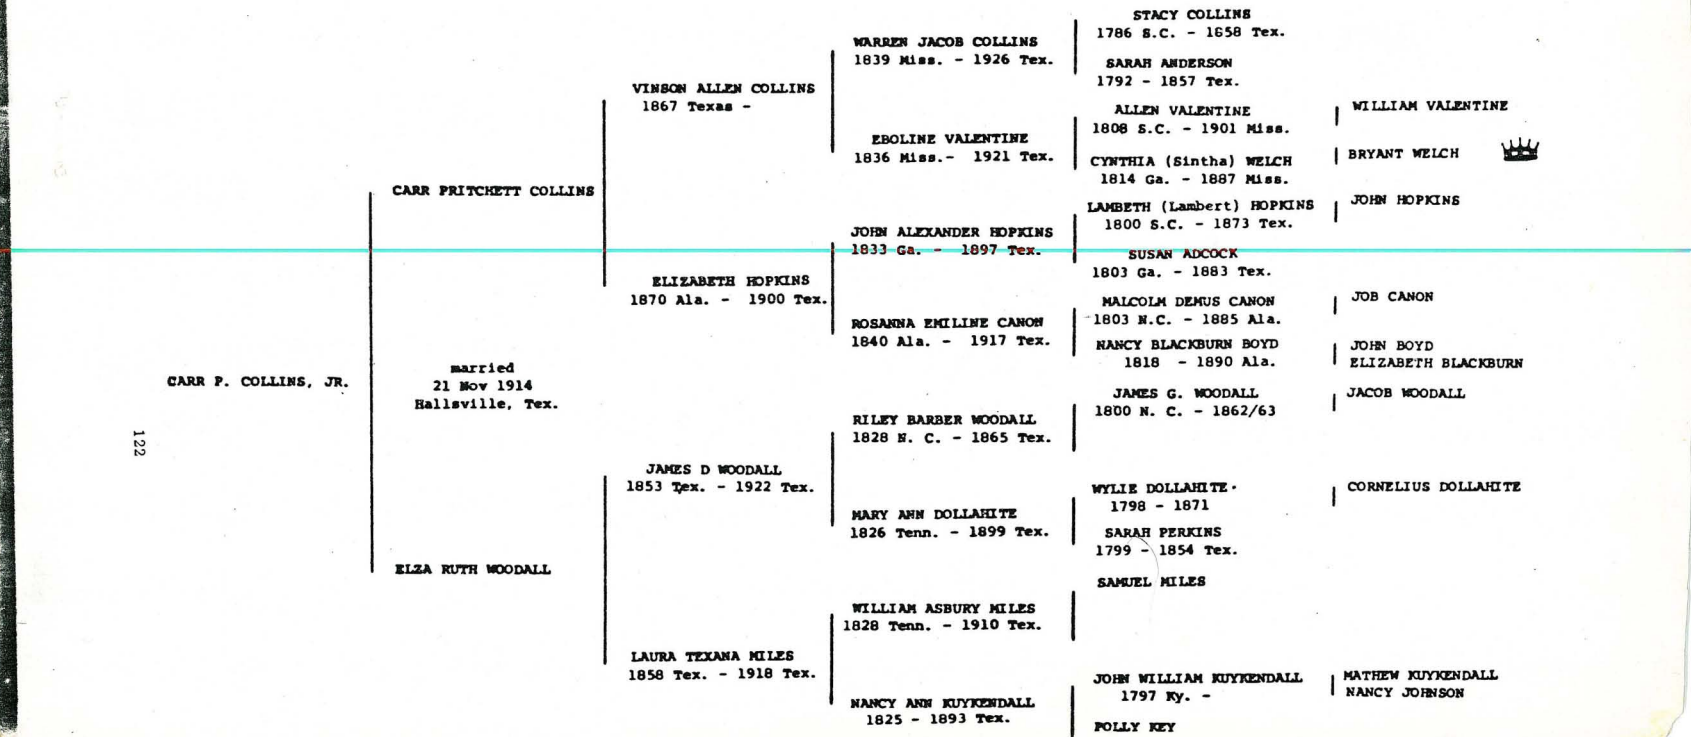 CARR P. COLLINS, JR.
122
CARR PRITCHETT COLLINS
married
21 Nov 1914
Hallsville, Tex.
ELZA RUTH WOODALL
VINSON ALLEN COLLINS
1867 Texas -
ELIZABETH HOPKINS
1870 Ala. - 1900 Tex.
JAMES D WOODALL
1853 Tex. - 1922 Tex.
LAURA TEXANA MILES
1858 Tex. - 1918 Tex.
WARREN JACOB COLLINS
1839 Miss. - 1926 Tex.
EBOLINE VALENTINE
1836 Miss.- 1921 Tex.
JOHN ALEXANDER HOPKINS
1833 Ga. - 1897 Tex.
ROSANNA EMILINE CANON
1840 Ala. - 1917 Tex.
RILEY BARBER WOODALL
1828 N. C. - 1865 Tex.
MARY ANN DOLLAHITE
1826 Tenn. - 1899 Tex.
WILLIAM ASBURY MILES
1828 Tenn. - 1910 Tex.
NANCY ANN KUYKENDALL
1825 - 1893 Tex.
STACY COLLINS
1786 S.C. - 1858 Tex.
SARAH ANDERSON
1792 - 1857 Tex.
ALLEN VALENTINE
1808 S.C. - 1901 Miss.
CYNTHIA (Sintha) WELCH
1814 Ga. - 1887 Miss.
LAMBETH (Lambert) HOPKINS
1800 S.C. - 1873 Tex.
SUSAN ADCOCK
1803 Ga. - 1883 Tex.
MALCOLM DEMUS CANON
1803 N.C. - 1885 Ala.
NANCY BLACKBURN BOYD
1818 - 1890 Ala.
JAMES G. WOODALL
1800 N. C. - 1862/63
WYLIE DOLLAHITE
1798 - 1871
SARAH PERKINS
1799 - 1854 Tex.
SAMUEL MILES
JOHN WILLIAM KUYKENDALL
1797 Ky. -
POLLY KEY
WILLIAM VALENTINE
BRYANT WELCH
JOHN HOPKINS
JOB CANON
JOHN BOYD
ELIZABETH BLACKBURN
JACOB WOODALL
CORNELIUS DOLLAHITE
MATHEW KUYKENDALL
NANCY JOHNSON